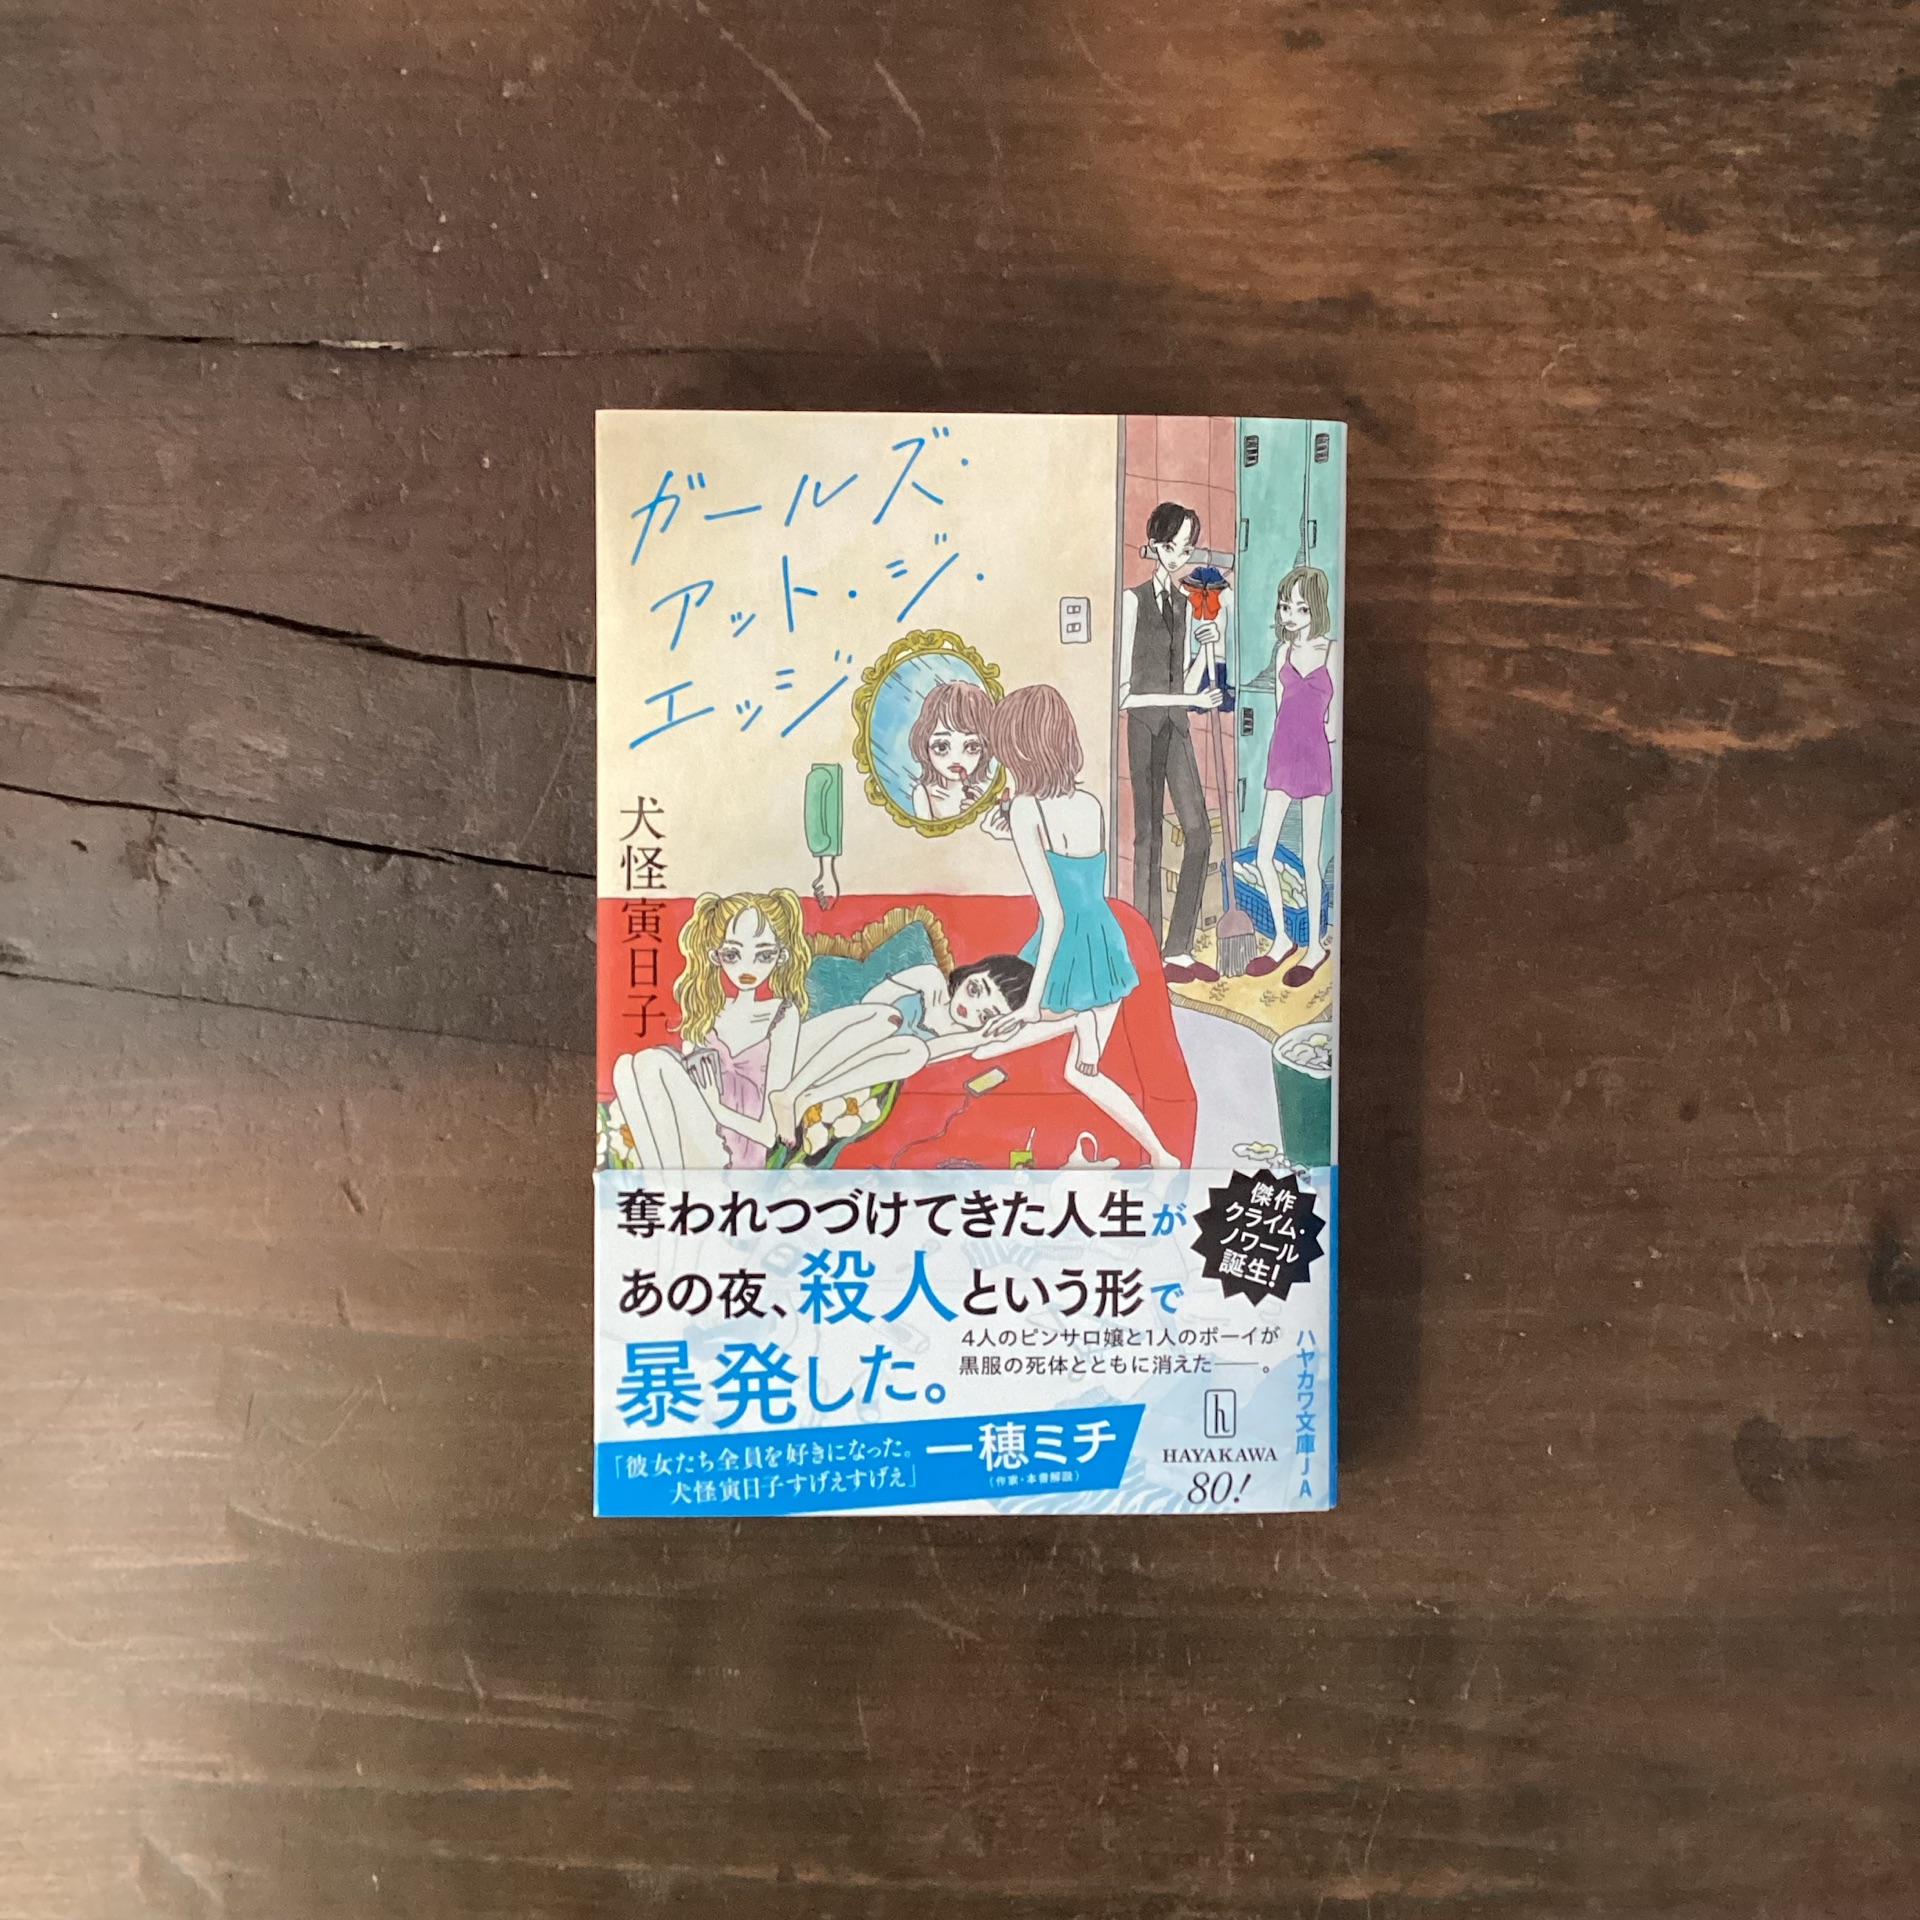 ガールズ・
アット・ジ・
エッジ
犬怪寅日子
奪われつづけてきた人生が
あの夜、殺人という形で
暴発した。
傑作
クライム・
ノワール
誕生!
4人のピンサロ嬢と1人のボーイが
黒服の死体とともに消えた――。
「彼女たち全員を好きになった。
犬怪寅日子すげえすげえ」
一穂ミチ
(作家・本書解説)
h
HAYAKAWA
80!
ハヤカワ文庫JA